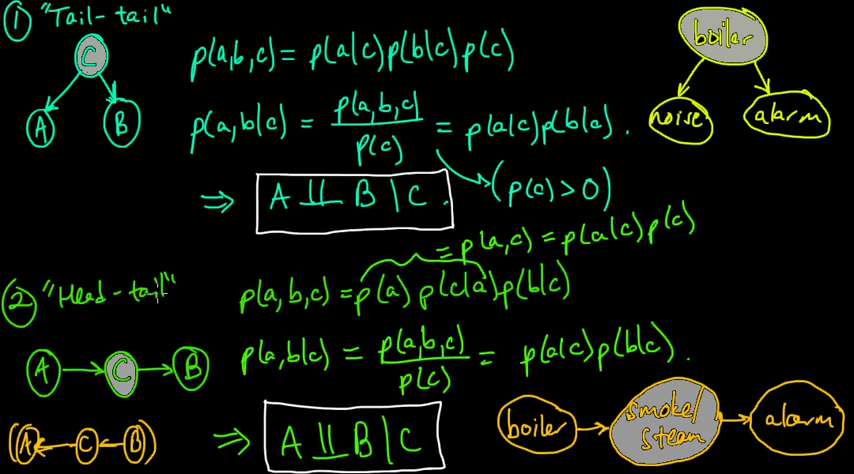 ① "Tail-tail"
C
A B
p(a,b,c) = p(a|c)p(b|c)p(c)
p(a,b|c) = p(a,b,c) / p(c) = p(a|c)p(b|c).
(p(c) > 0)
⇒ A ⫫ B | C.
boiler
noise alarm
② "Head-tail"
= p(a,c) = p(a|c)p(c)
p(a,b,c) = p(a) p(c|a)p(b|c)
A C B
p(a,b|c) = p(a,b,c) / p(c) = p(a|c)p(b|c).
(A C B)
⇒ A ⫫ B | C
boiler smoke/ alarm
steam